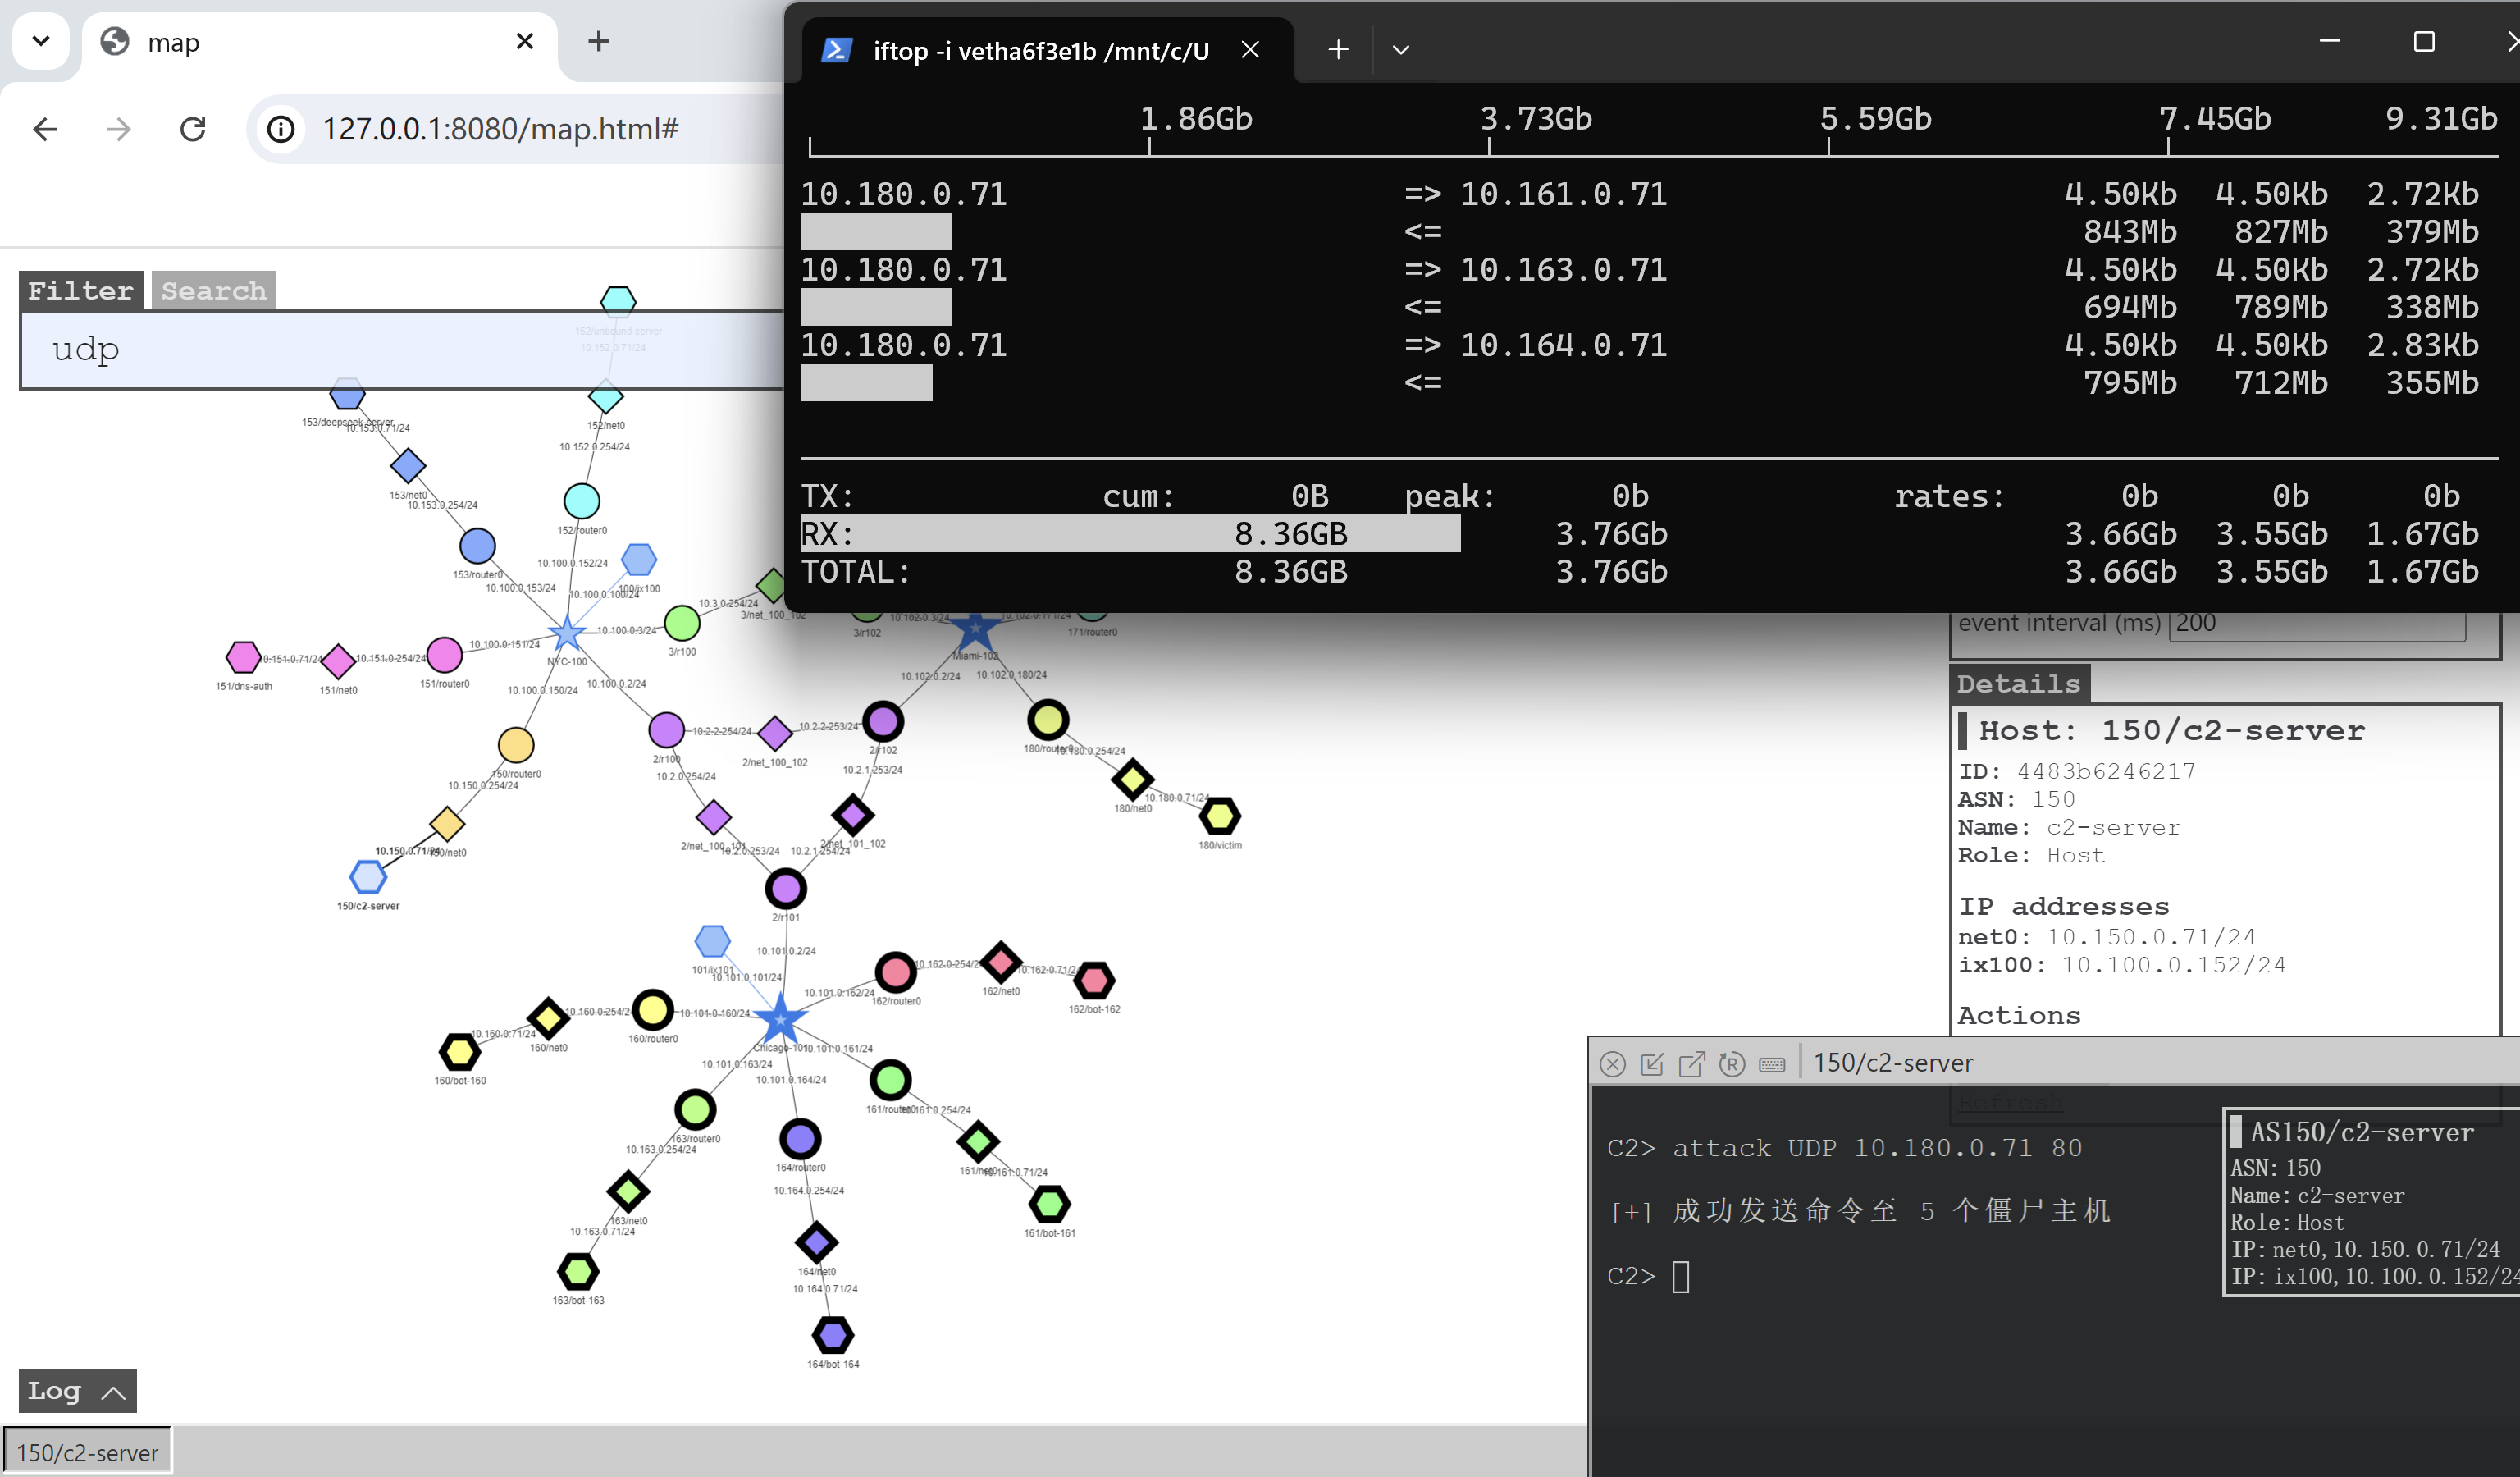 map
127.0.0.1:8080/map.html#
iftop -i vetha6f3e1b /mnt/c/U
1.86Gb 3.73Gb 5.59Gb 7.45Gb 9.31Gb
10.180.0.71 => 10.161.0.71 4.50Kb 4.50Kb 2.72Kb
<= 843Mb 827Mb 379Mb
10.180.0.71 => 10.163.0.71 4.50Kb 4.50Kb 2.72Kb
<= 694Mb 789Mb 338Mb
10.180.0.71 => 10.164.0.71 4.50Kb 4.50Kb 2.83Kb
<= 795Mb 712Mb 355Mb
TX: cum: 0B peak: 0b rates: 0b 0b 0b
RX: 8.36GB 3.76Gb 3.66Gb 3.55Gb 1.67Gb
TOTAL: 8.36GB 3.76Gb 3.66Gb 3.55Gb 1.67Gb
Filter Search
udp
152/unbound-server
10.152.0.71/24
153/deepseek-server
10.153.0.71/24
152/net0
10.152.0.254/24
153/net0
10.153.0.254/24
152/router0
10.100.0.152/24
153/router0
10.100.0.153/24
100/ix100
10.100.0.100/24
10.3.0.254/24
3/net_100_102
10.100.0.3/24
3/r100
NYC-100
10.100.0.151/24
10.151.0.71/24
10.151.0.254/24
151/dns-auth
151/net0
151/router0
10.100.0.150/24
10.100.0.2/24
3/r102
10.102.0.3/24
10.102.0.171/24
171/router0
Miami-102
10.102.0.2/24
10.102.0.180/24
150/router0
10.150.0.254/24
2/r100
10.2.2.254/24
2/net_100_102
10.2.2.253/24
2/r102
180/router0
10.180.0.254/24
10.2.0.254/24
10.2.1.253/24
180/net0
10.180.0.71/24
180/victim
10.150.0.71/24
150/net0
150/c2-server
2/net_100_101
10.2.0.253/24
10.2.1.254/24
2/net_101_102
2/r101
10.101.0.2/24
101/ix101
10.101.0.101/24
10.101.0.162/24
162/router0
10.162.0.254/24
162/net0
10.162.0.71/24
162/bot-162
10.160.0.71/24
10.160.0.254/24
10.101.0.160/24
160/bot-160
160/net0
160/router0
Chicago-101
10.101.0.161/24
10.101.0.163/24
10.101.0.164/24
161/router0
10.161.0.254/24
163/router0
10.163.0.254/24
164/router0
10.164.0.254/24
161/net0
10.161.0.71/24
161/bot-161
163/net0
10.163.0.71/24
163/bot-163
164/net0
10.164.0.71/24
164/bot-164
event interval (ms) 200
Details
Host: 150/c2-server
ID: 4483b6246217
ASN: 150
Name: c2-server
Role: Host
IP addresses
net0: 10.150.0.71/24
ix100: 10.100.0.152/24
Actions
Refresh
150/c2-server
C2> attack UDP 10.180.0.71 80
[+] 成功发送命令至 5 个僵尸主机
C2>
AS150/c2-server
ASN: 150
Name: c2-server
Role: Host
IP: net0,10.150.0.71/24
IP: ix100,10.100.0.152/24
Log
150/c2-server